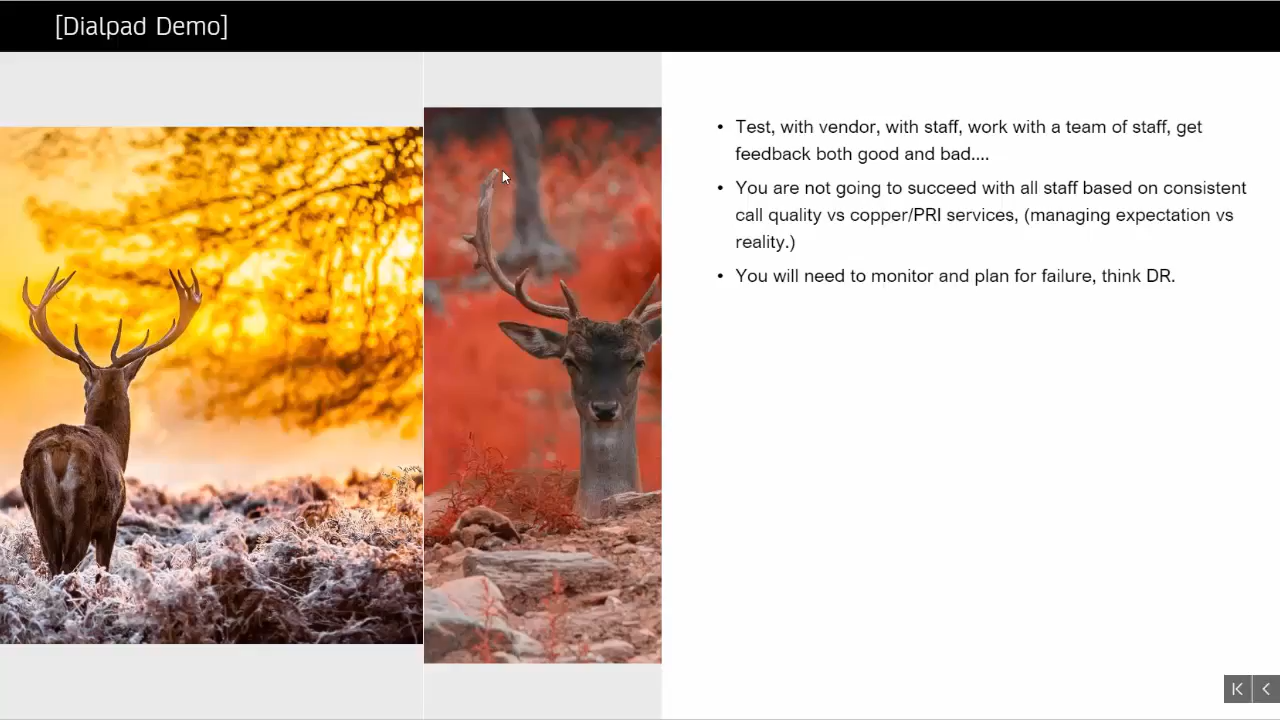 [Dialpad Demo]
• Test, with vendor, with staff, work with a team of staff, get
feedback both good and bad....
• You are not going to succeed with all staff based on consistent
call quality vs copper/PRI services, (managing expectation vs
reality.)
• You will need to monitor and plan for failure, think DR.